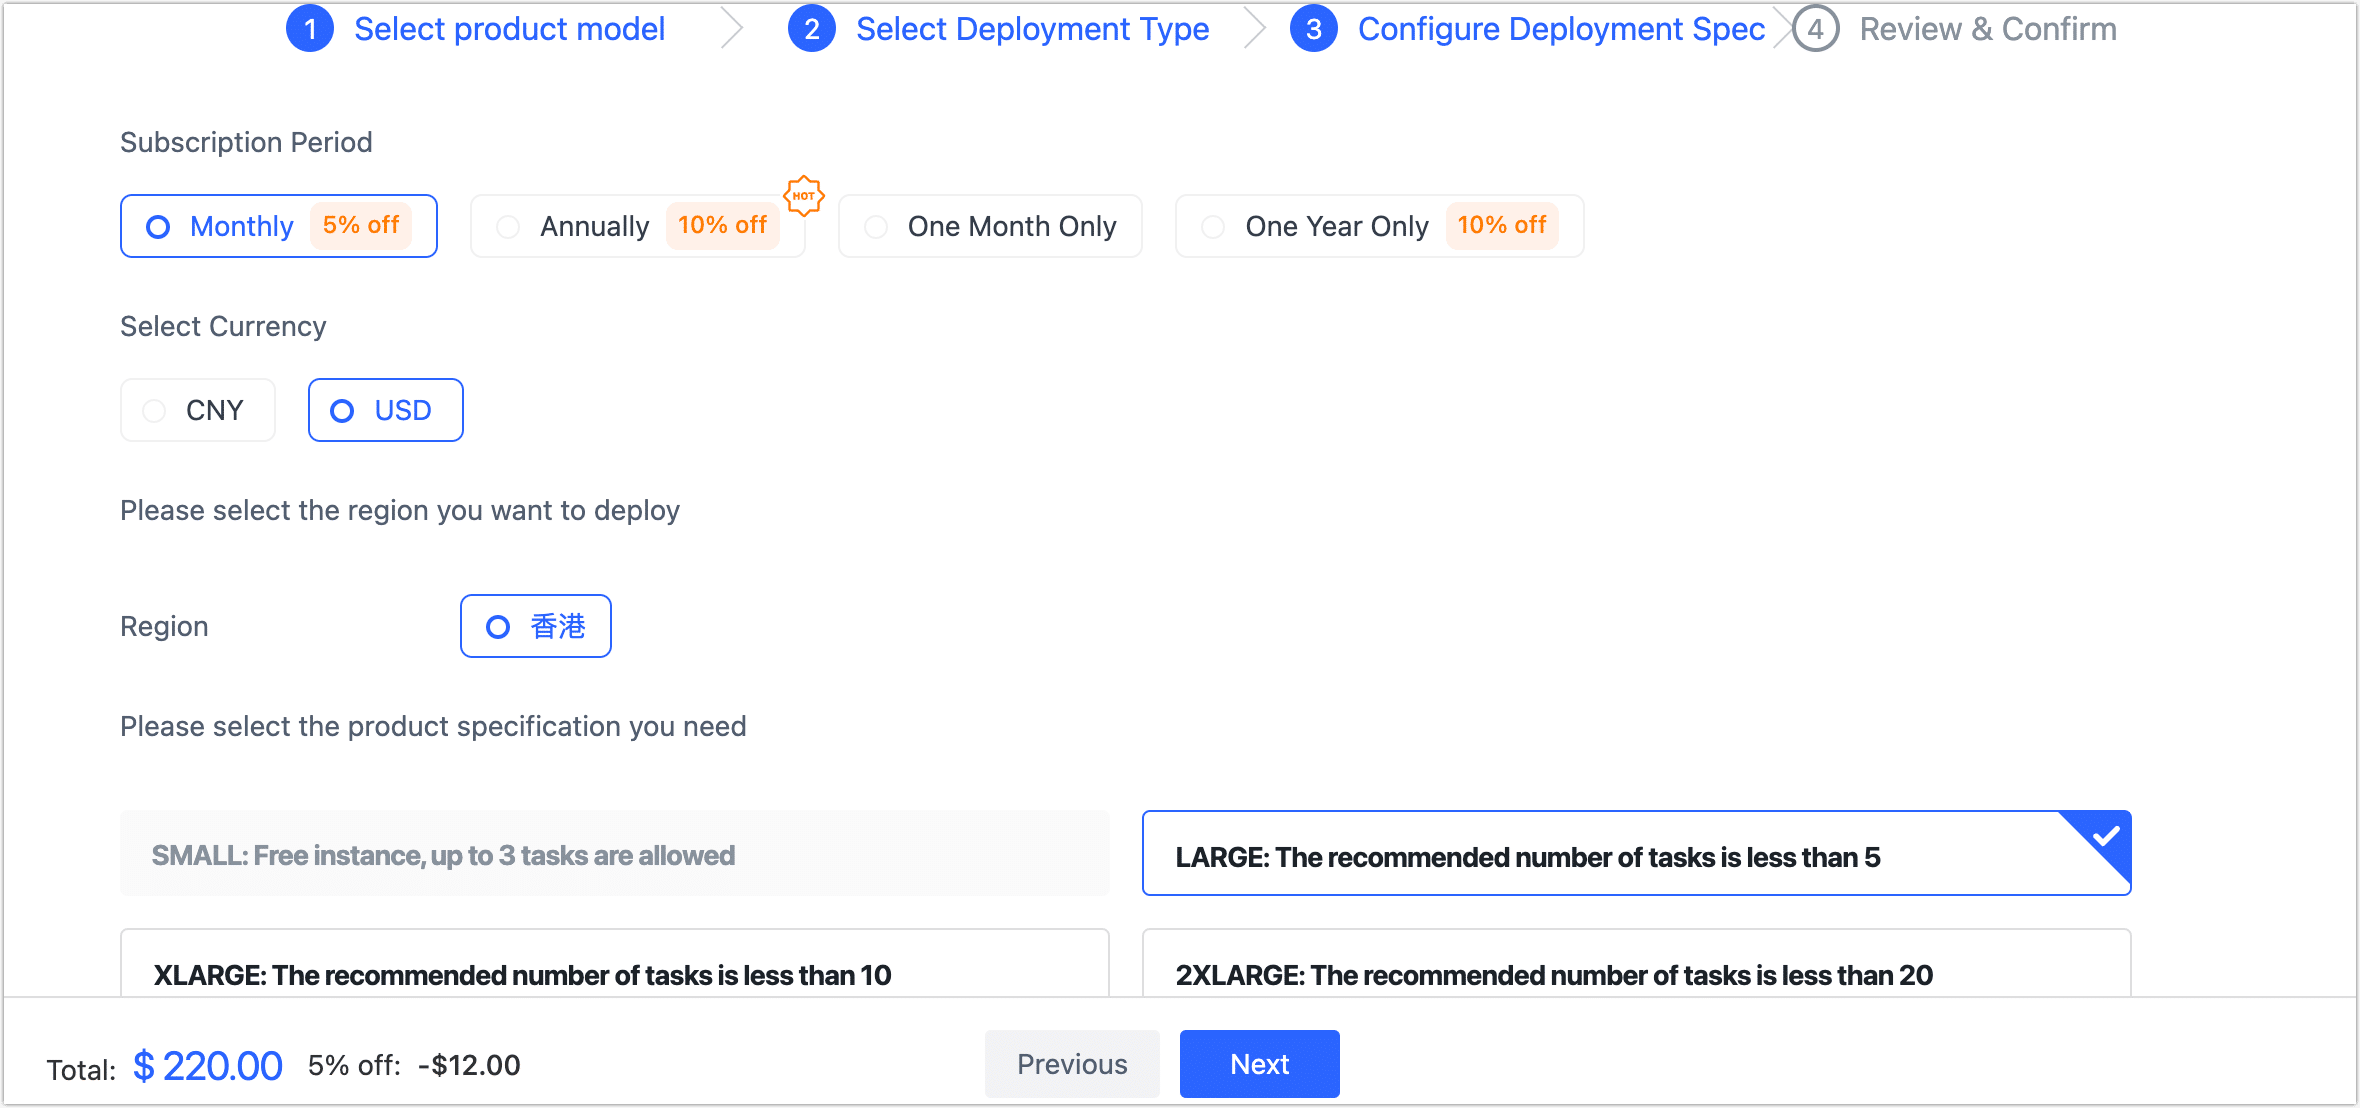 1 Select product model 2 Select Deployment Type 3 Configure Deployment Spec 4 Review & Confirm
Subscription Period
HOT
Monthly 5% off Annually 10% off One Month Only One Year Only 10% off
Select Currency
CNY USD
Please select the region you want to deploy
Region 香港
Please select the product specification you need
SMALL: Free instance, up to 3 tasks are allowed LARGE: The recommended number of tasks is less than 5
XLARGE: The recommended number of tasks is less than 10 2XLARGE: The recommended number of tasks is less than 20
Total: $ 220.00 5% off: -$12.00 Previous Next